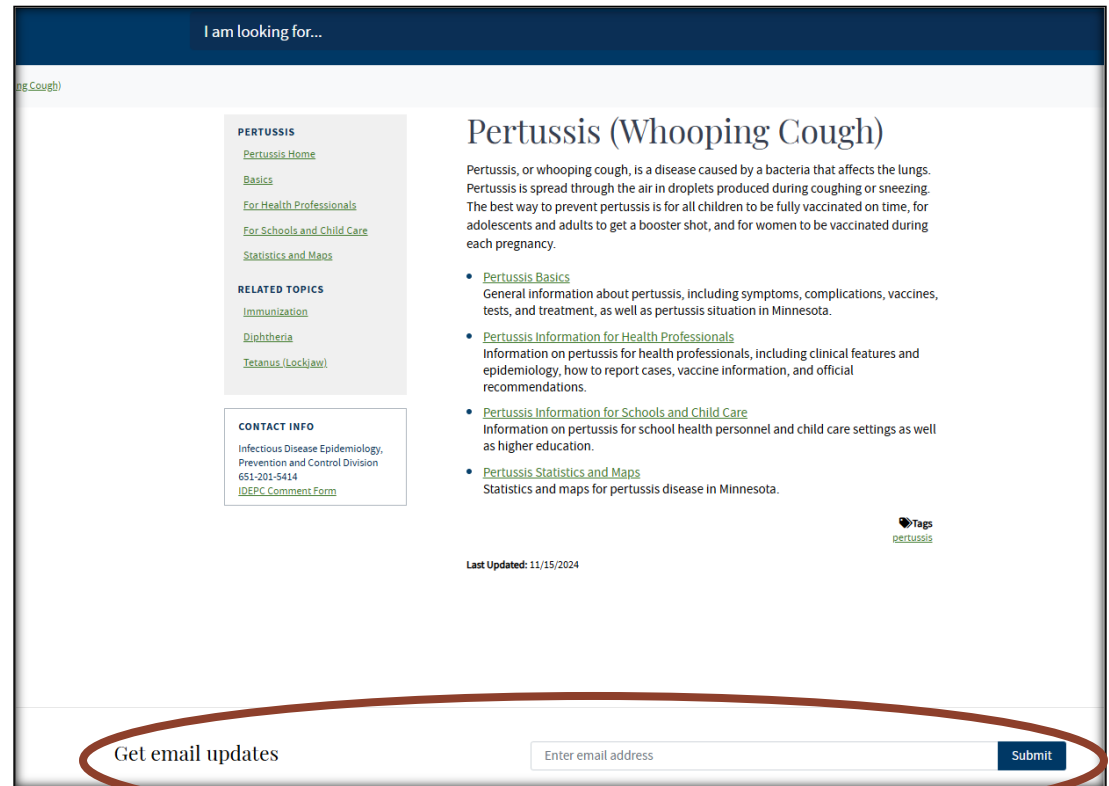 I am looking for...
ng Cough)
PERTUSSIS
Pertussis Home
Basics
For Health Professionals
For Schools and Child Care
Statistics and Maps
RELATED TOPICS
Immunization
Diphtheria
Tetanus (Lockjaw)
CONTACT INFO
Infectious Disease Epidemiology,
Prevention and Control Division
651-201-5414
IDEPC Comment Form
Pertussis (Whooping Cough)
Pertussis, or whooping cough, is a disease caused by a bacteria that affects the lungs.
Pertussis is spread through the air in droplets produced during coughing or sneezing.
The best way to prevent pertussis is for all children to be fully vaccinated on time, for
adolescents and adults to get a booster shot, and for women to be vaccinated during
each pregnancy.
• Pertussis Basics
General information about pertussis, including symptoms, complications, vaccines,
tests, and treatment, as well as pertussis situation in Minnesota.
• Pertussis Information for Health Professionals
Information on pertussis for health professionals, including clinical features and
epidemiology, how to report cases, vaccine information, and official
recommendations.
• Pertussis Information for Schools and Child Care
Information on pertussis for school health personnel and child care settings as well
as higher education.
• Pertussis Statistics and Maps
Statistics and maps for pertussis disease in Minnesota.
Tags
pertussis
Last Updated: 11/15/2024
Get email updates
Enter email address
Submit